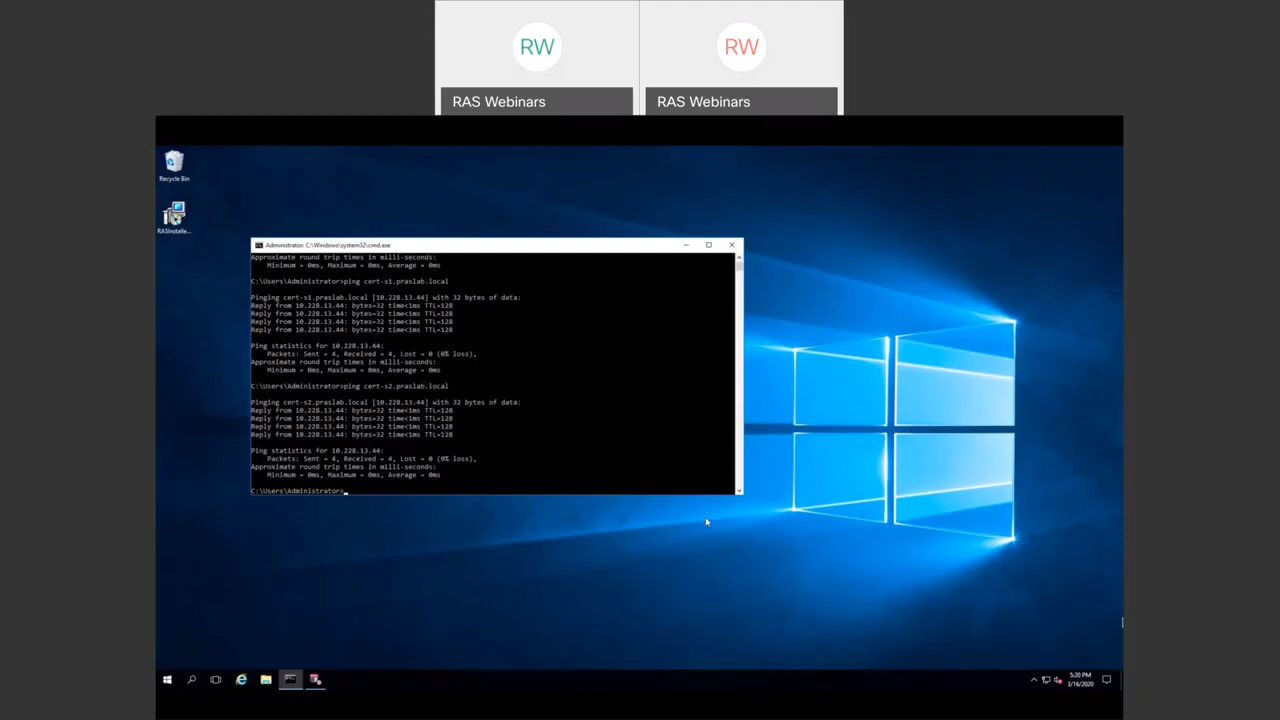 RW
RW
RAS Webinars
RAS Webinars
Recycle Bin
RASInstalle...
Administrator: C:\Windows\system32\cmd.exe
Approximate round trip times in milli-seconds:
Minimum = 0ms, Maximum = 0ms, Average = 0ms
C:\Users\Administrator>ping cert-s1.praslab.local
Pinging cert-s1.praslab.local [10.228.13.44] with 32 bytes of data:
Reply from 10.228.13.44: bytes=32 time<1ms TTL=128
Reply from 10.228.13.44: bytes=32 time<1ms TTL=128
Reply from 10.228.13.44: bytes=32 time<1ms TTL=128
Reply from 10.228.13.44: bytes=32 time<1ms TTL=128
Ping statistics for 10.228.13.44:
Packets: Sent = 4, Received = 4, Lost = 0 (0% loss),
Approximate round trip times in milli-seconds:
Minimum = 0ms, Maximum = 0ms, Average = 0ms
C:\Users\Administrator>ping cert-s2.praslab.local
Pinging cert-s2.praslab.local [10.228.13.44] with 32 bytes of data:
Reply from 10.228.13.44: bytes=32 time<1ms TTL=128
Reply from 10.228.13.44: bytes=32 time<1ms TTL=128
Reply from 10.228.13.44: bytes=32 time<1ms TTL=128
Reply from 10.228.13.44: bytes=32 time<1ms TTL=128
Ping statistics for 10.228.13.44:
Packets: Sent = 4, Received = 4, Lost = 0 (0% loss),
Approximate round trip times in milli-seconds:
Minimum = 0ms, Maximum = 0ms, Average = 0ms
C:\Users\Administrator>
5:20 PM
3/16/2020